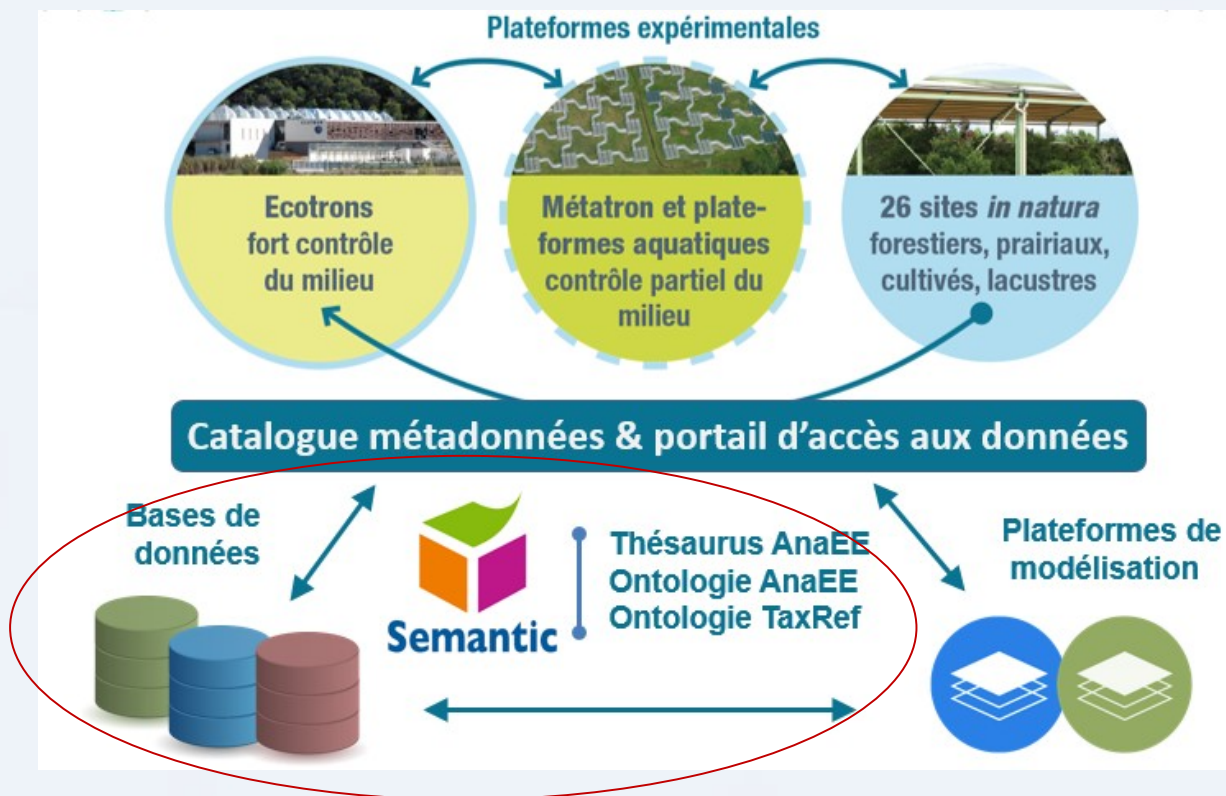 Plateformes expérimentales
Ecotrons
fort contrôle
du milieu
Métatron et plate-
formes aquatiques
contrôle partiel du
milieu
26 sites in natura
forestiers, prairiaux,
cultivés, lacustres
Catalogue métadonnées & portail d’accès aux données
Bases de
données
Semantic
Thésaurus AnaEE
Ontologie AnaEE
Ontologie TaxRef
Plateformes de
modélisation